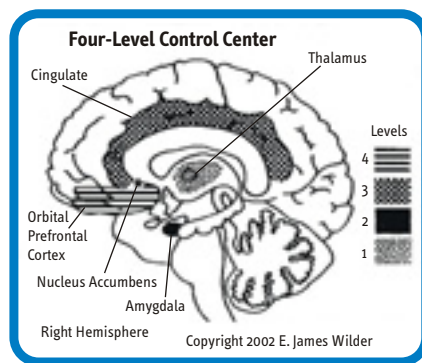 Four-Level Control Center
Cingulate
Thalamus
Levels
4
3
2
1
Orbital
Prefrontal
Cortex
Nucleus Accumbens
Amygdala
Right Hemisphere
Copyright 2002 E. James Wilder